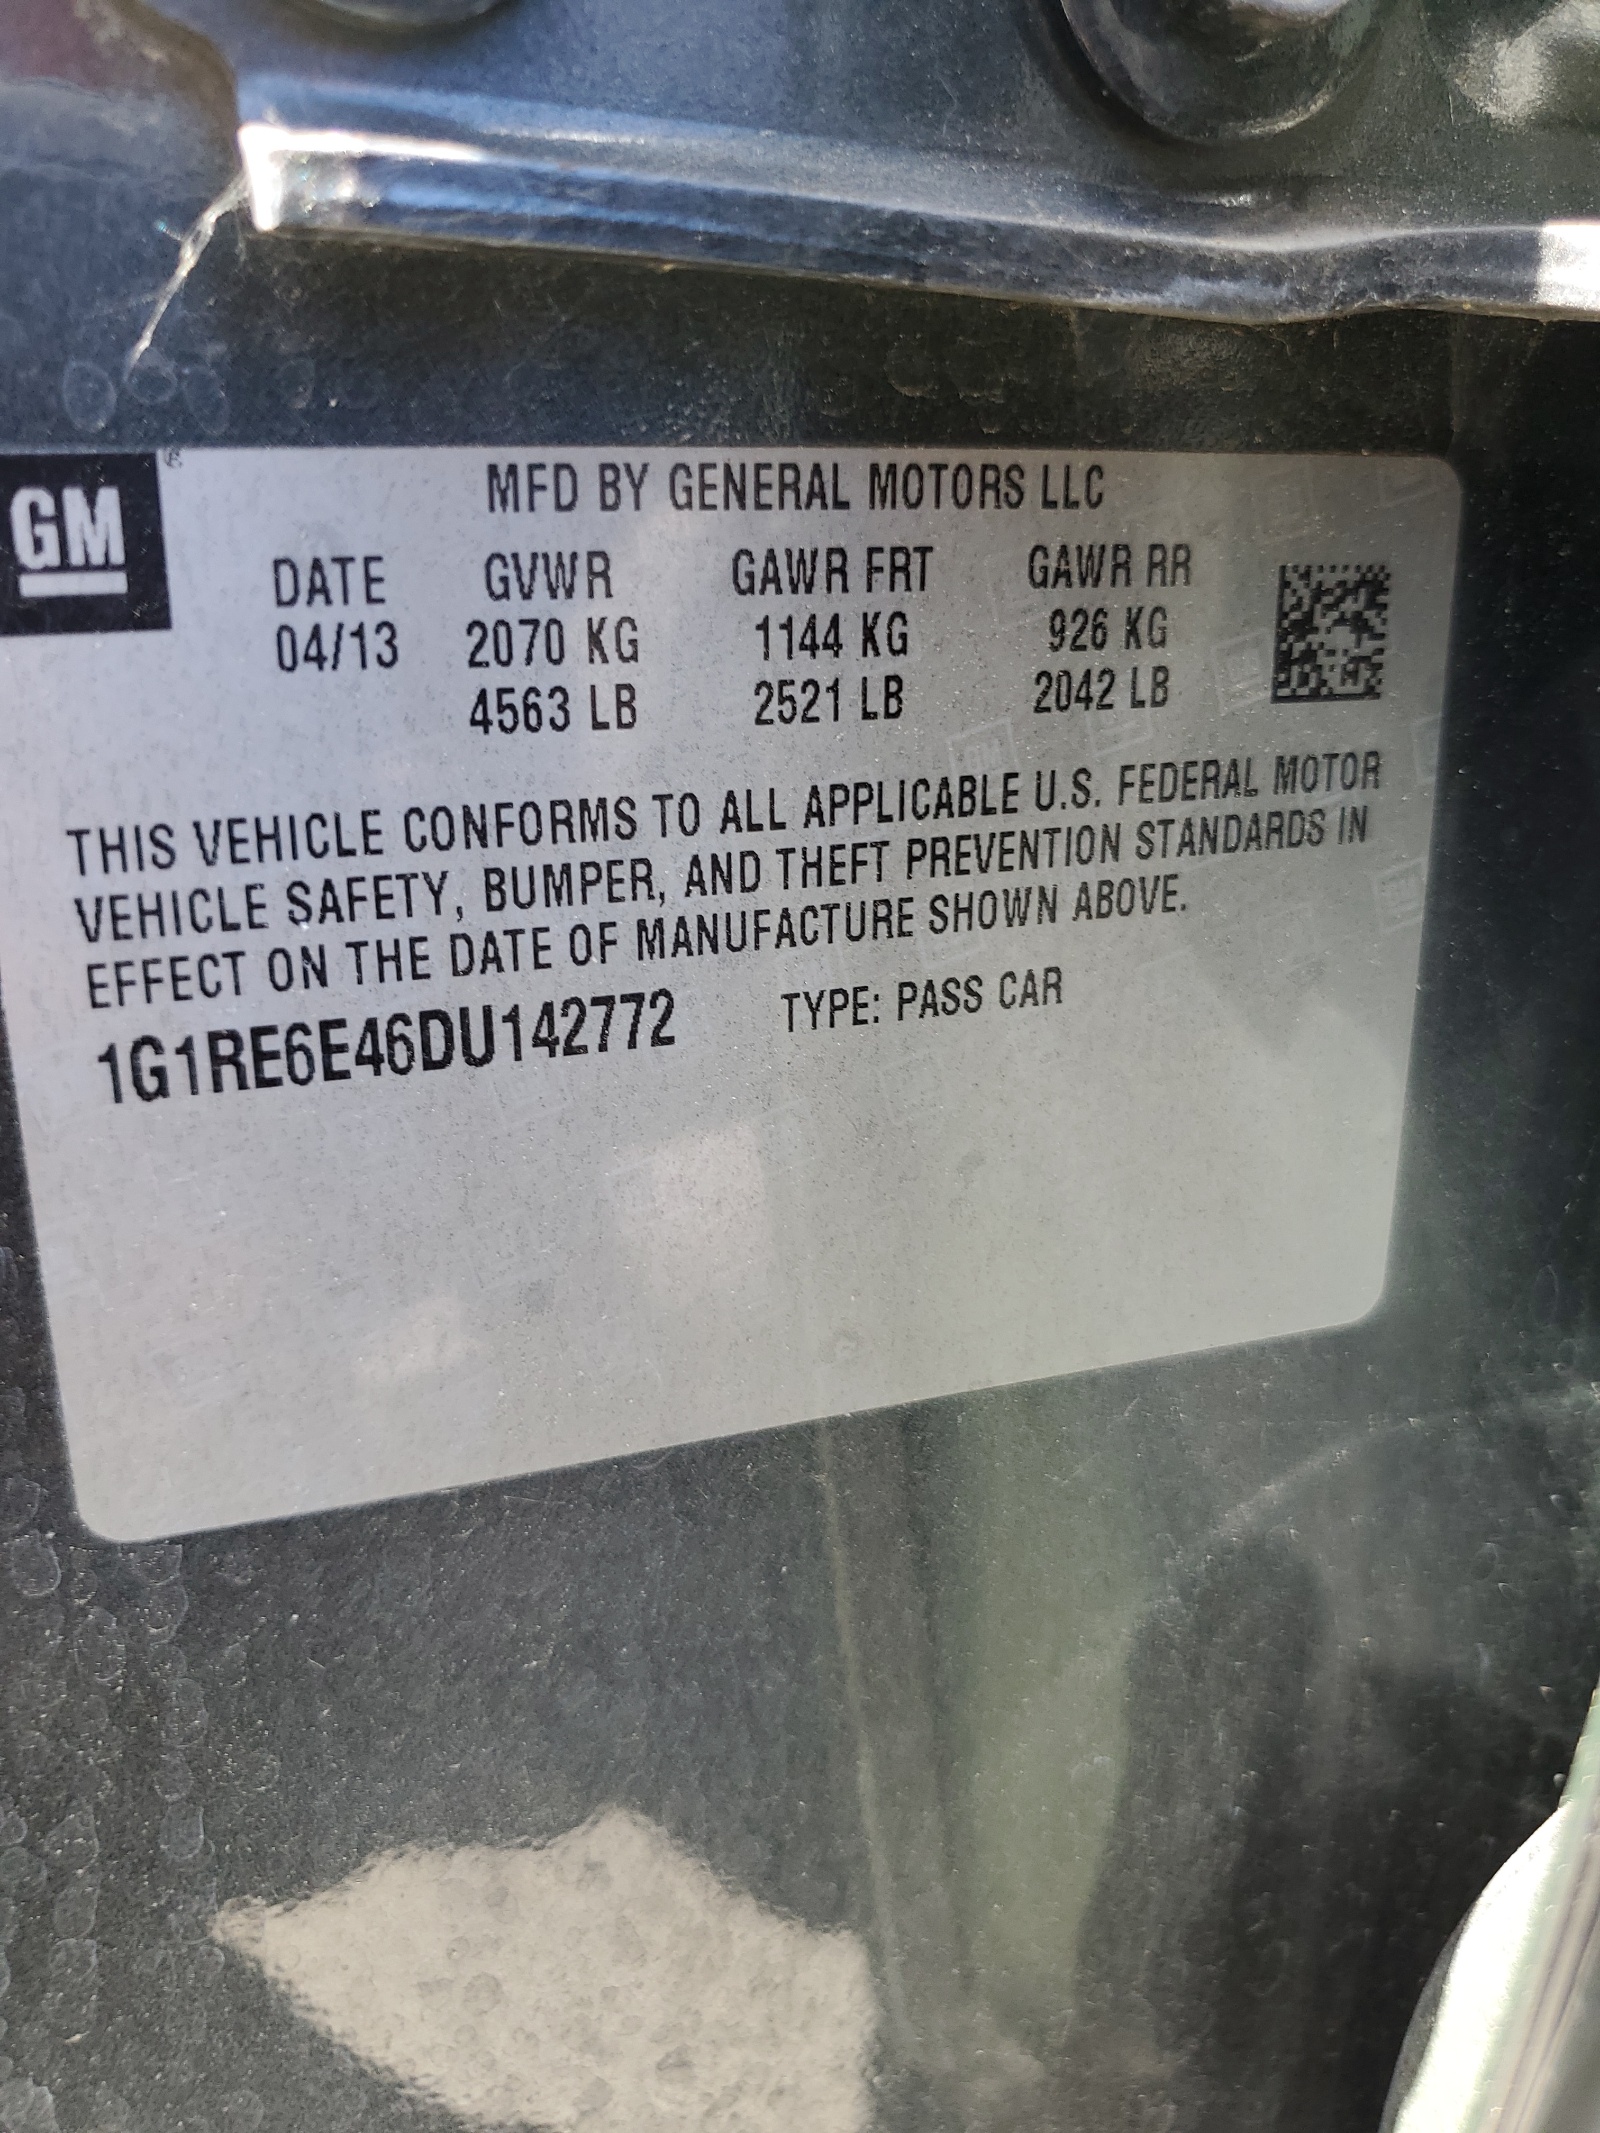 GM
MFD BY GENERAL MOTORS LLC
DATE GVWR GAWR FRT GAWR RR
04/13 2070 KG 1144 KG 926 KG
4563 LB 2521 LB 2042 LB
THIS VEHICLE CONFORMS TO ALL APPLICABLE U.S. FEDERAL MOTOR
VEHICLE SAFETY, BUMPER, AND THEFT PREVENTION STANDARDS IN
EFFECT ON THE DATE OF MANUFACTURE SHOWN ABOVE.
1G1RE6E46DU142772 TYPE: PASS CAR